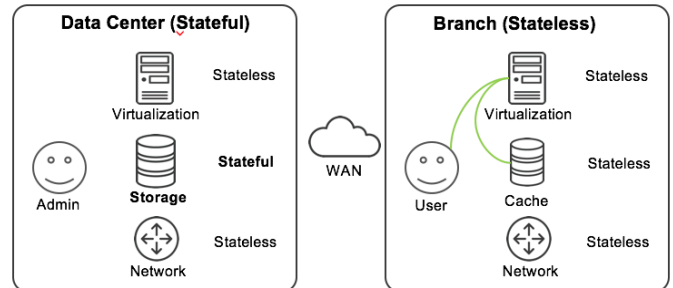 Data Center (Stateful)
Stateless
Virtualization
Stateful
Admin
Storage
Stateless
Network
WAN
Branch (Stateless)
Stateless
Virtualization
Stateless
User
Cache
Stateless
Network